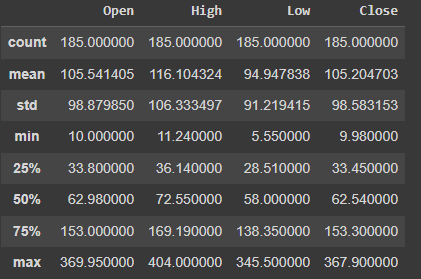 Open High Low Close
count 185.000000 185.000000 185.000000 185.000000
mean 105.541405 116.104324 94.947838 105.204703
std 98.879850 106.333497 91.219415 98.583153
min 10.000000 11.240000 5.550000 9.980000
25% 33.800000 36.140000 28.510000 33.450000
50% 62.980000 72.550000 58.000000 62.540000
75% 153.000000 169.190000 138.350000 153.300000
max 369.950000 404.000000 345.500000 367.900000